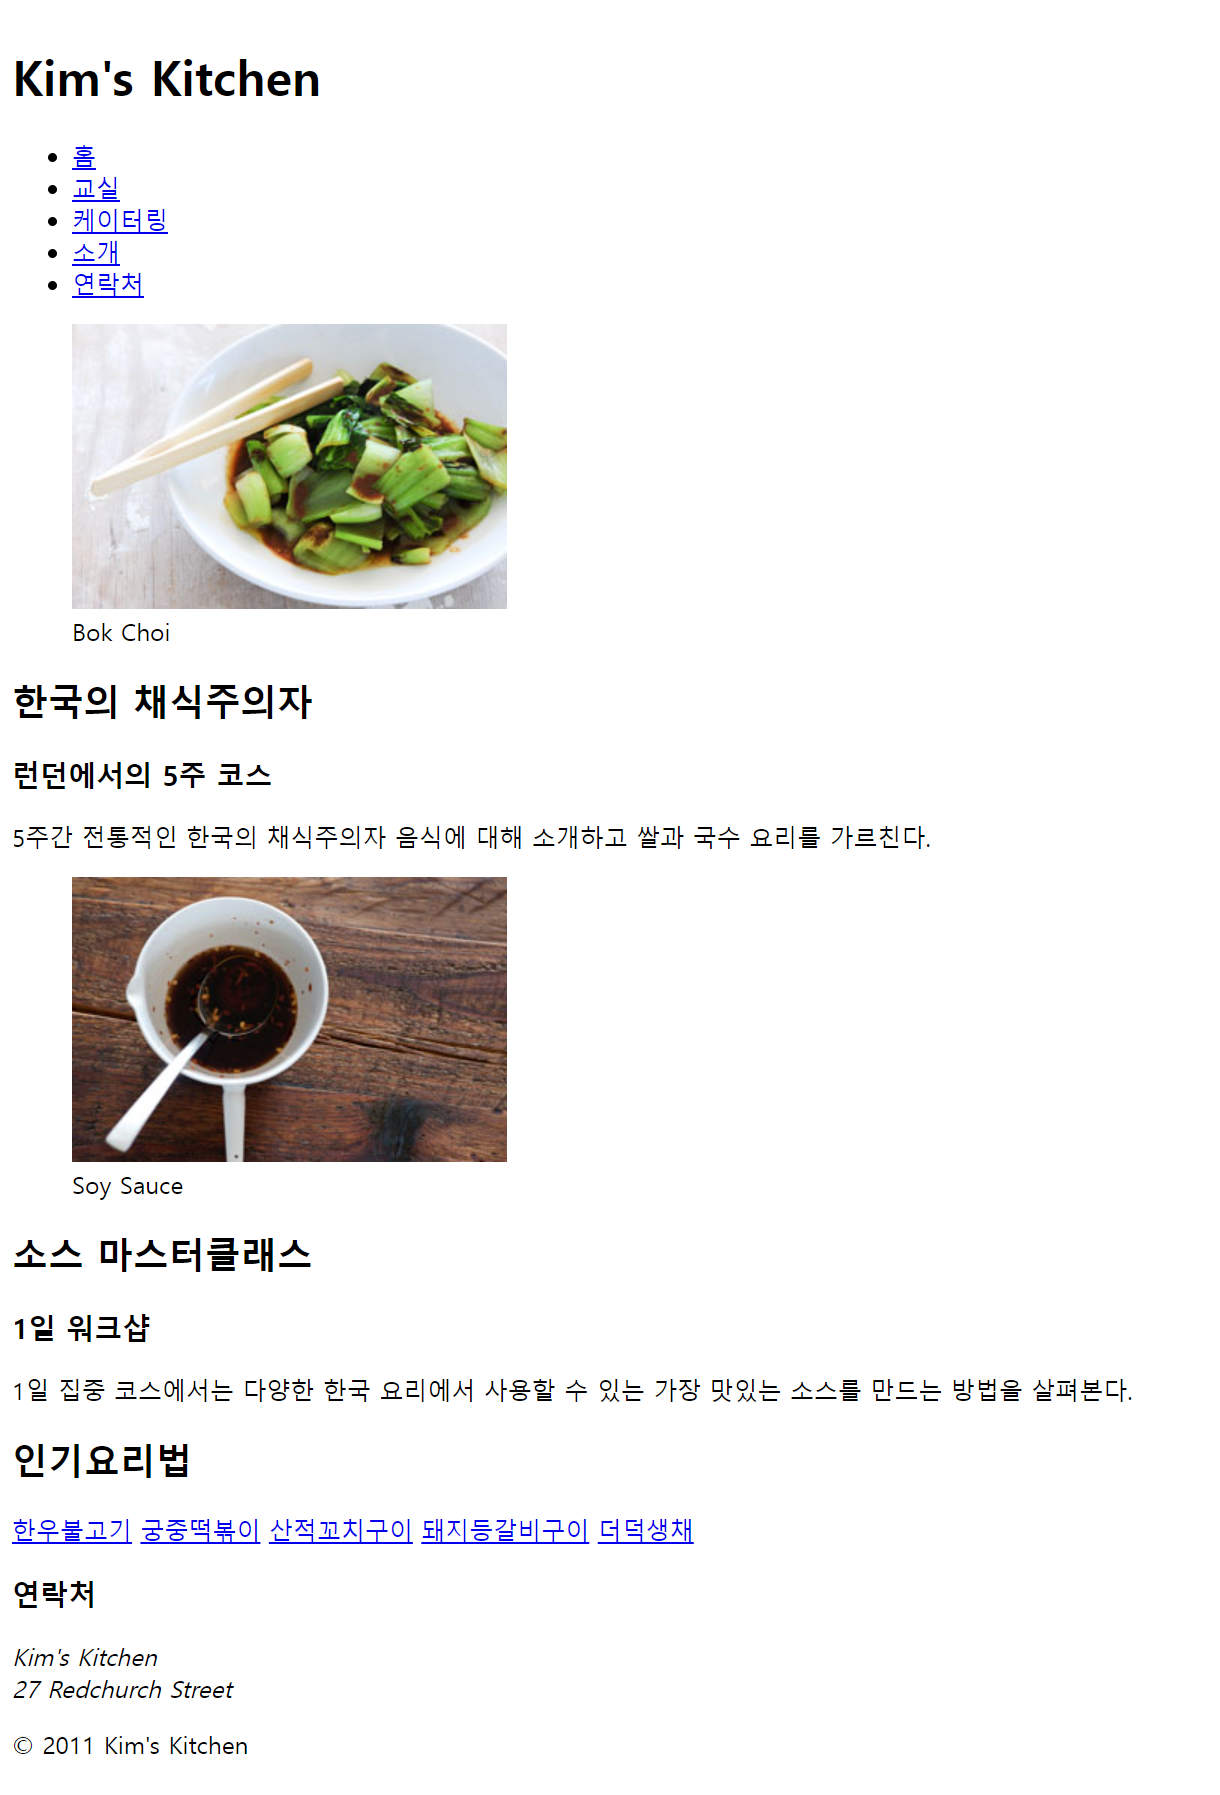 Kim's Kitchen
홈
교실
케이터링
소개
연락처
Bok Choi
한국의 채식주의자
런던에서의 5주 코스
5주간 전통적인 한국의 채식주의자 음식에 대해 소개하고 쌀과 국수 요리를 가르친다.
Soy Sauce
소스 마스터클래스
1일 워크샵
1일 집중 코스에서는 다양한 한국 요리에서 사용할 수 있는 가장 맛있는 소스를 만드는 방법을 살펴본다.
인기요리법
한우불고기 궁중떡볶이 산적꼬치구이 돼지등갈비구이 더덕생채
연락처
Kim's Kitchen
27 Redchurch Street
© 2011 Kim's Kitchen